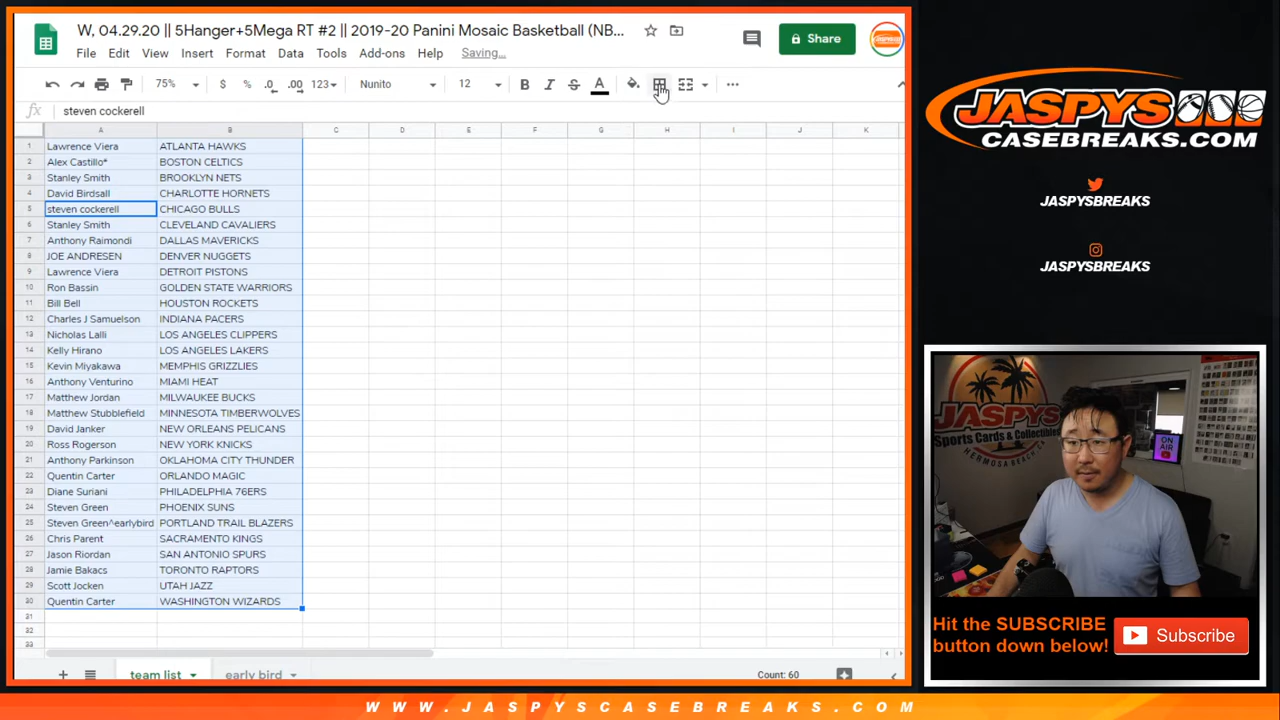 W, 04.29.20 || 5Hanger+5Mega RT #2 || 2019-20 Panini Mosaic Basketball (NB...
File Edit View Insert Format Data Tools Add-ons Help Saving...
Share
75% $ % .0 .00 123 Nunito 12 B I S A
fx steven cockerell
A B C D E F G H I J K
1 Lawrence Viera ATLANTA HAWKS
2 Alex Castillo* BOSTON CELTICS
3 Stanley Smith BROOKLYN NETS
4 David Birdsall CHARLOTTE HORNETS
5 steven cockerell CHICAGO BULLS
6 Stanley Smith CLEVELAND CAVALIERS
7 Anthony Raimondi DALLAS MAVERICKS
8 JOE ANDRESEN DENVER NUGGETS
9 Lawrence Viera DETROIT PISTONS
10 Ron Bassin GOLDEN STATE WARRIORS
11 Bill Bell HOUSTON ROCKETS
12 Charles J Samuelson INDIANA PACERS
13 Nicholas Lalli LOS ANGELES CLIPPERS
14 Kelly Hirano LOS ANGELES LAKERS
15 Kevin Miyakawa MEMPHIS GRIZZLIES
16 Anthony Venturino MIAMI HEAT
17 Matthew Jordan MILWAUKEE BUCKS
18 Matthew Stubblefield MINNESOTA TIMBERWOLVES
19 David Janker NEW ORLEANS PELICANS
20 Ross Rogerson NEW YORK KNICKS
21 Anthony Parkinson OKLAHOMA CITY THUNDER
22 Quentin Carter ORLANDO MAGIC
23 Diane Suriani PHILADELPHIA 76ERS
24 Steven Green PHOENIX SUNS
25 Steven Green^earlybird PORTLAND TRAIL BLAZERS
26 Chris Parent SACRAMENTO KINGS
27 Jason Riordan SAN ANTONIO SPURS
28 Jamie Bakacs TORONTO RAPTORS
29 Scott Jocken UTAH JAZZ
30 Quentin Carter WASHINGTON WIZARDS
31
32
33
team list early bird Count: 60
JASPYS
CASEBREAKS.COM
JASPYSBREAKS
JASPYSBREAKS
JASPYS
Sports Cards & Collectibles
HERMOSA BEACH
ON AIR
Hit the SUBSCRIBE
button down below!
Subscribe
WWW.JASPYSCASEBREAKS.COM